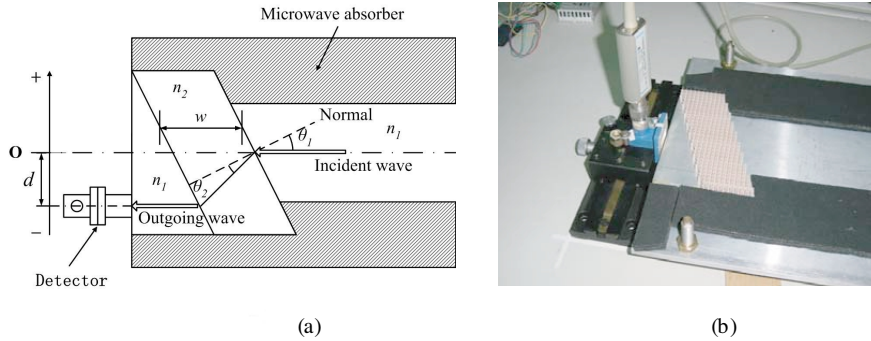 Microwave absorber
+
n₂
w
Normal
θ₁
n₁
O
Incident wave
d
n₁
θ₂
Outgoing wave
−
Detector
(a)
(b)